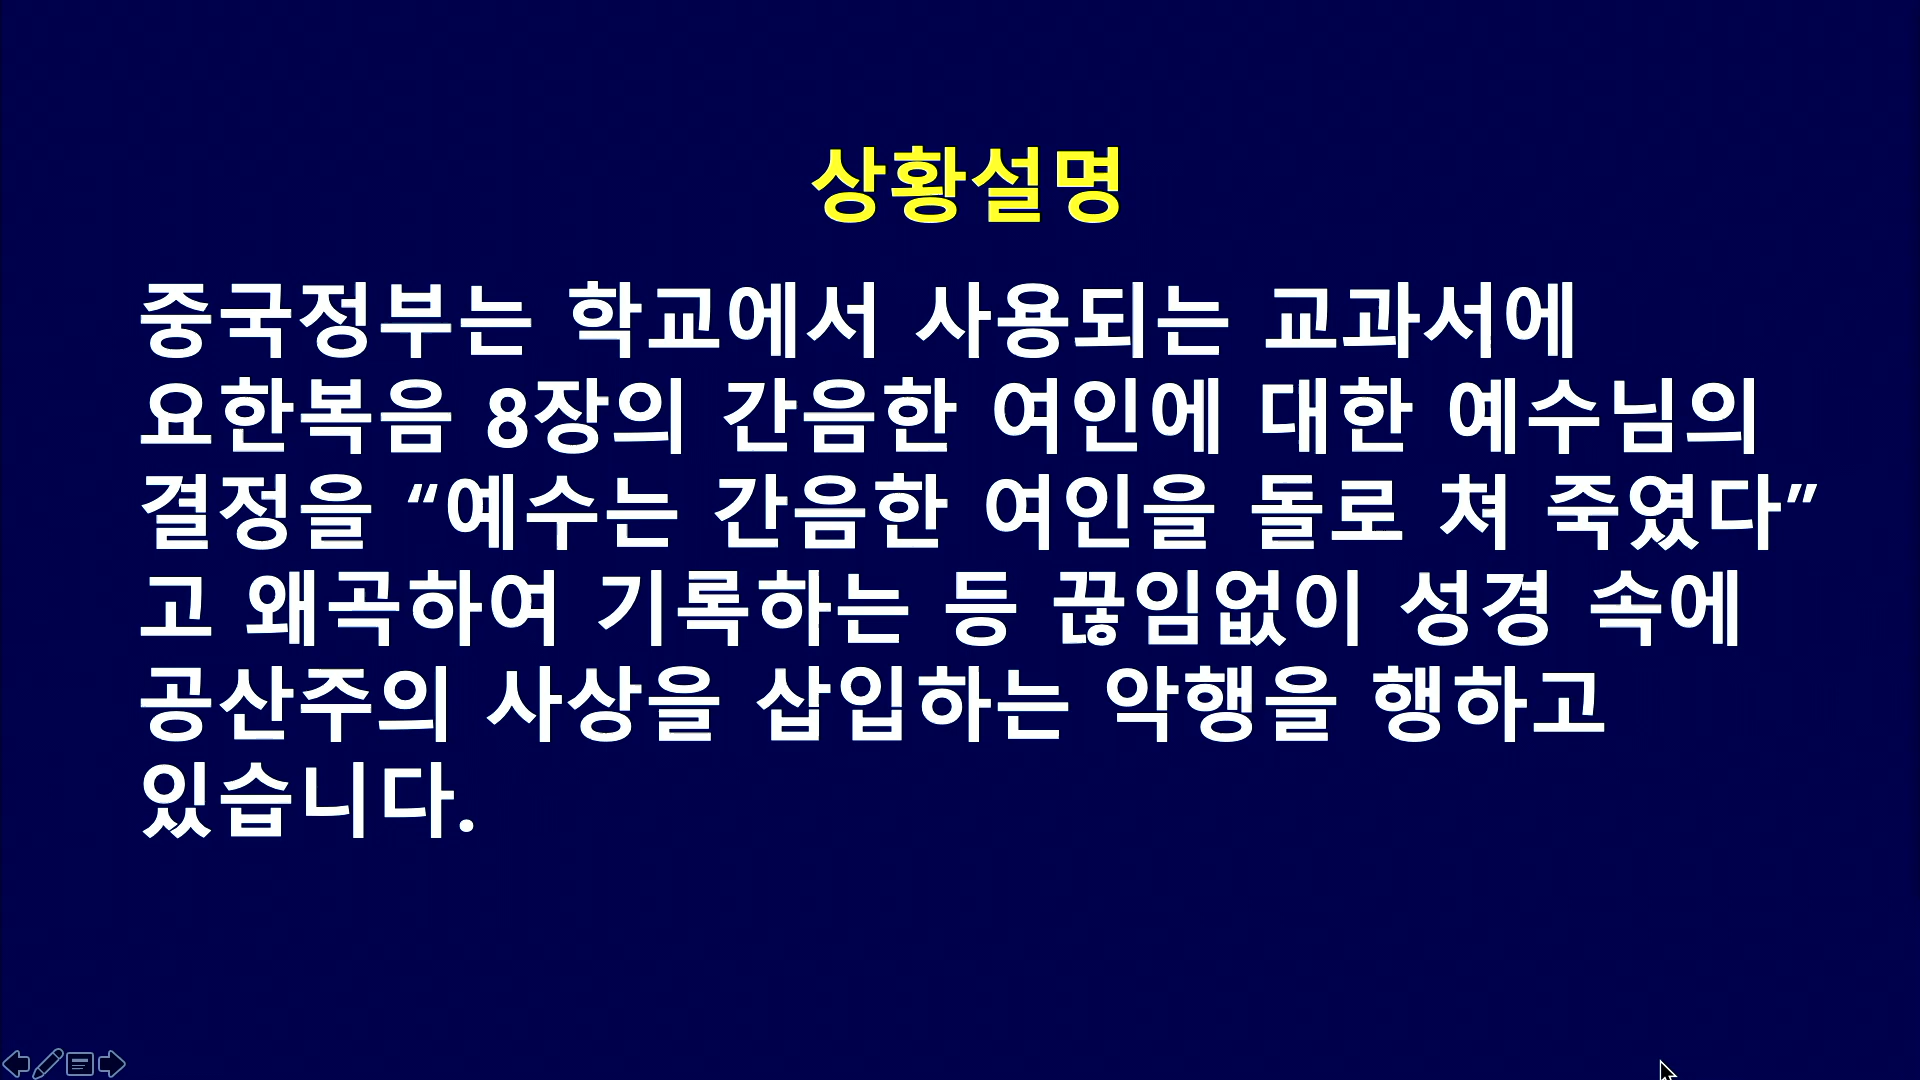 상황설명
중국정부는 학교에서 사용되는 교과서에
요한복음 8장의 간음한 여인에 대한 예수님의
결정을 “예수는 간음한 여인을 돌로 쳐 죽였다”
고 왜곡하여 기록하는 등 끊임없이 성경 속에
공산주의 사상을 삽입하는 악행을 행하고
있습니다.